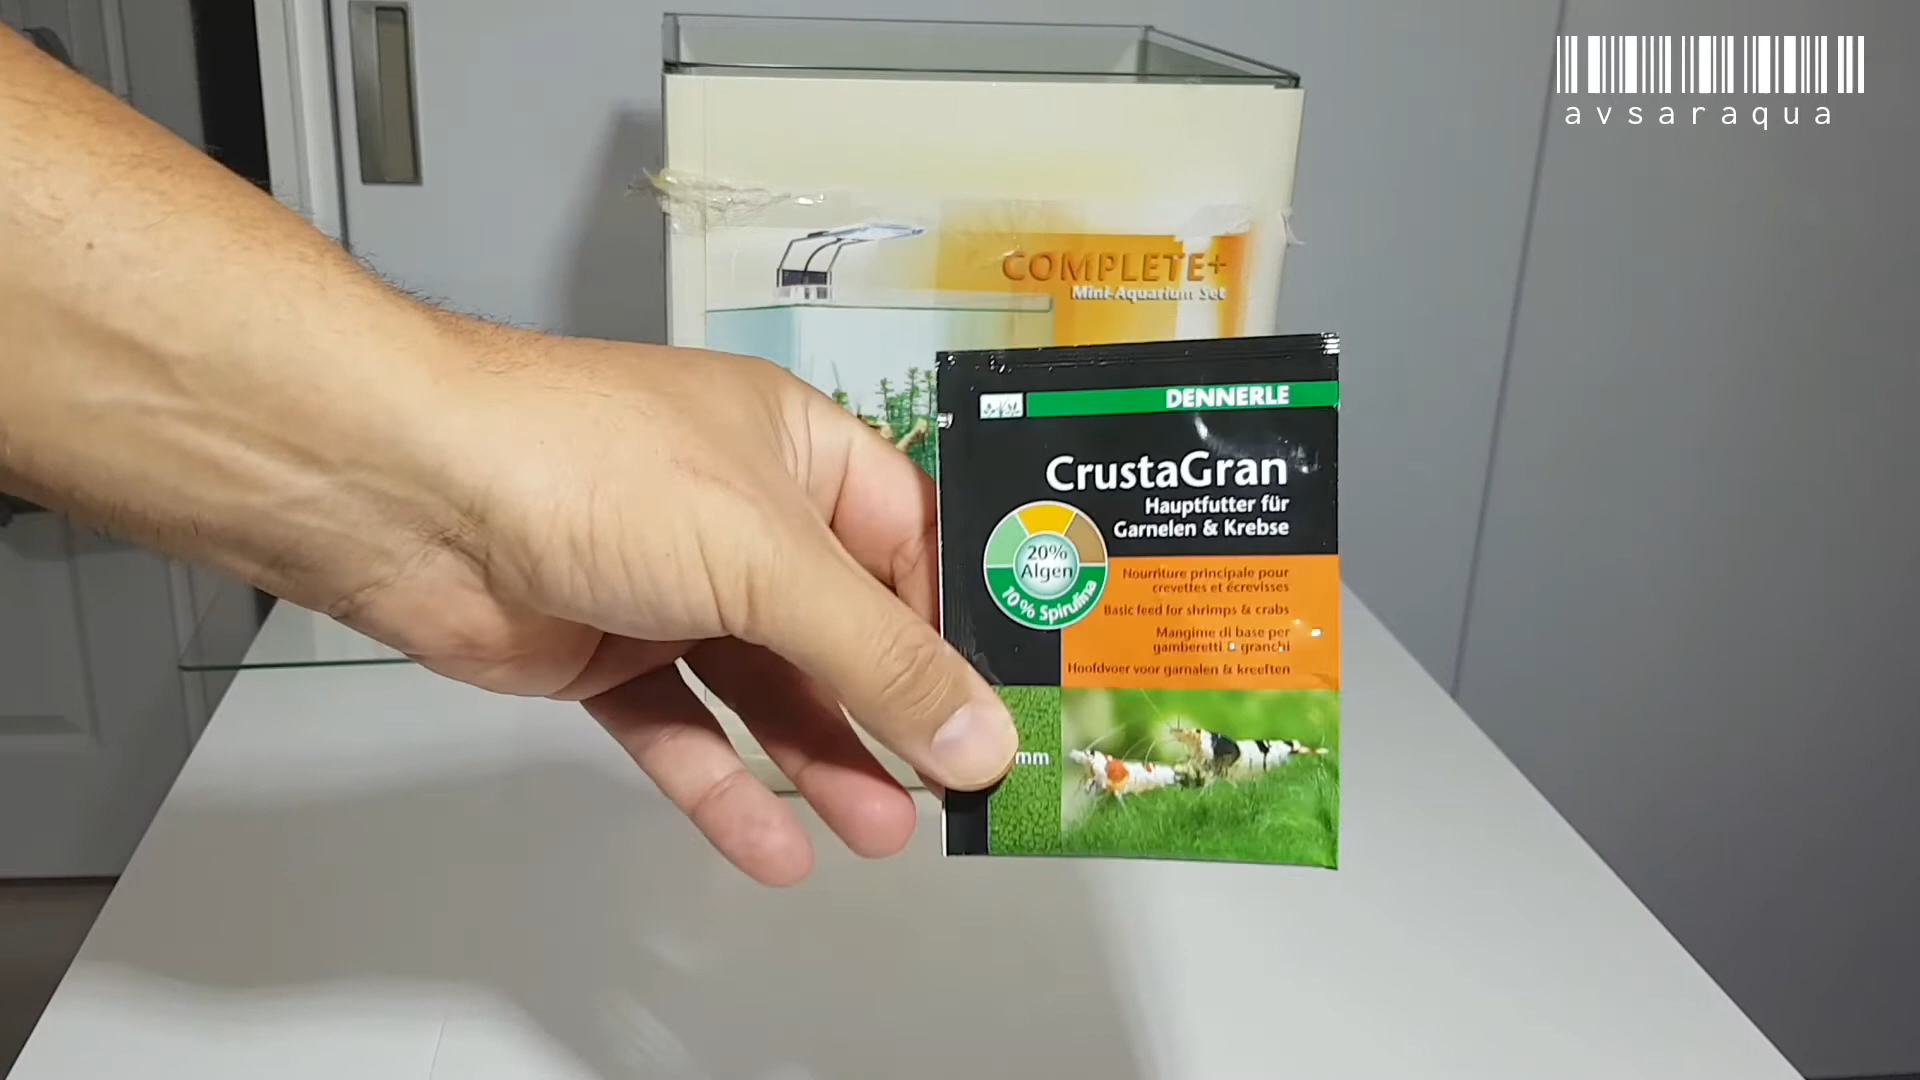 avsaraqua
COMPLETE+
Mini-Aquarium Set
DENNERLE
CrustaGran
Hauptfutter für
Garnelen & Krebse
20%
Algen
10% Spirulina
Nourriture principale pour
crevettes et écrevisses
Basic feed for shrimps & crabs
Mangime di base per
gamberetti & granchi
Hoofdvoer voor garnalen & kreeften
mm